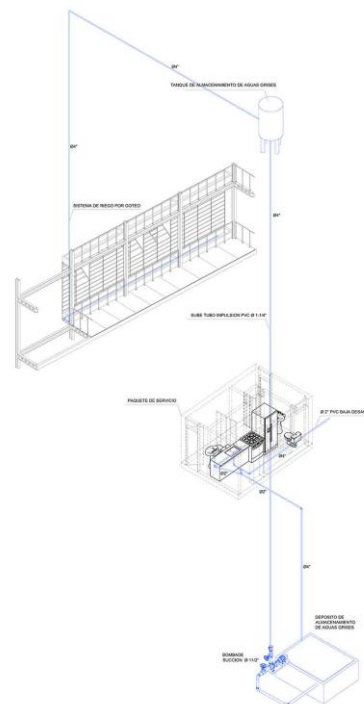 Ø4"
TANQUE DE ALMACENAMIENTO DE AGUAS GRISES
Ø4"
SISTEMA DE RIEGO POR GOTEO
Ø4"
SUBE TUBO IMPULSION PVC Ø 1-1/4"
PAQUETE DE SERVICIO
Ø 2" PVC BAJA DESAG
Ø4"
Ø2"
Ø4"
DEPOSITO DE
ALMACENAMIENTO
DE AGUAS GRISES
BOMBASE
SUCCION Ø 11/2"